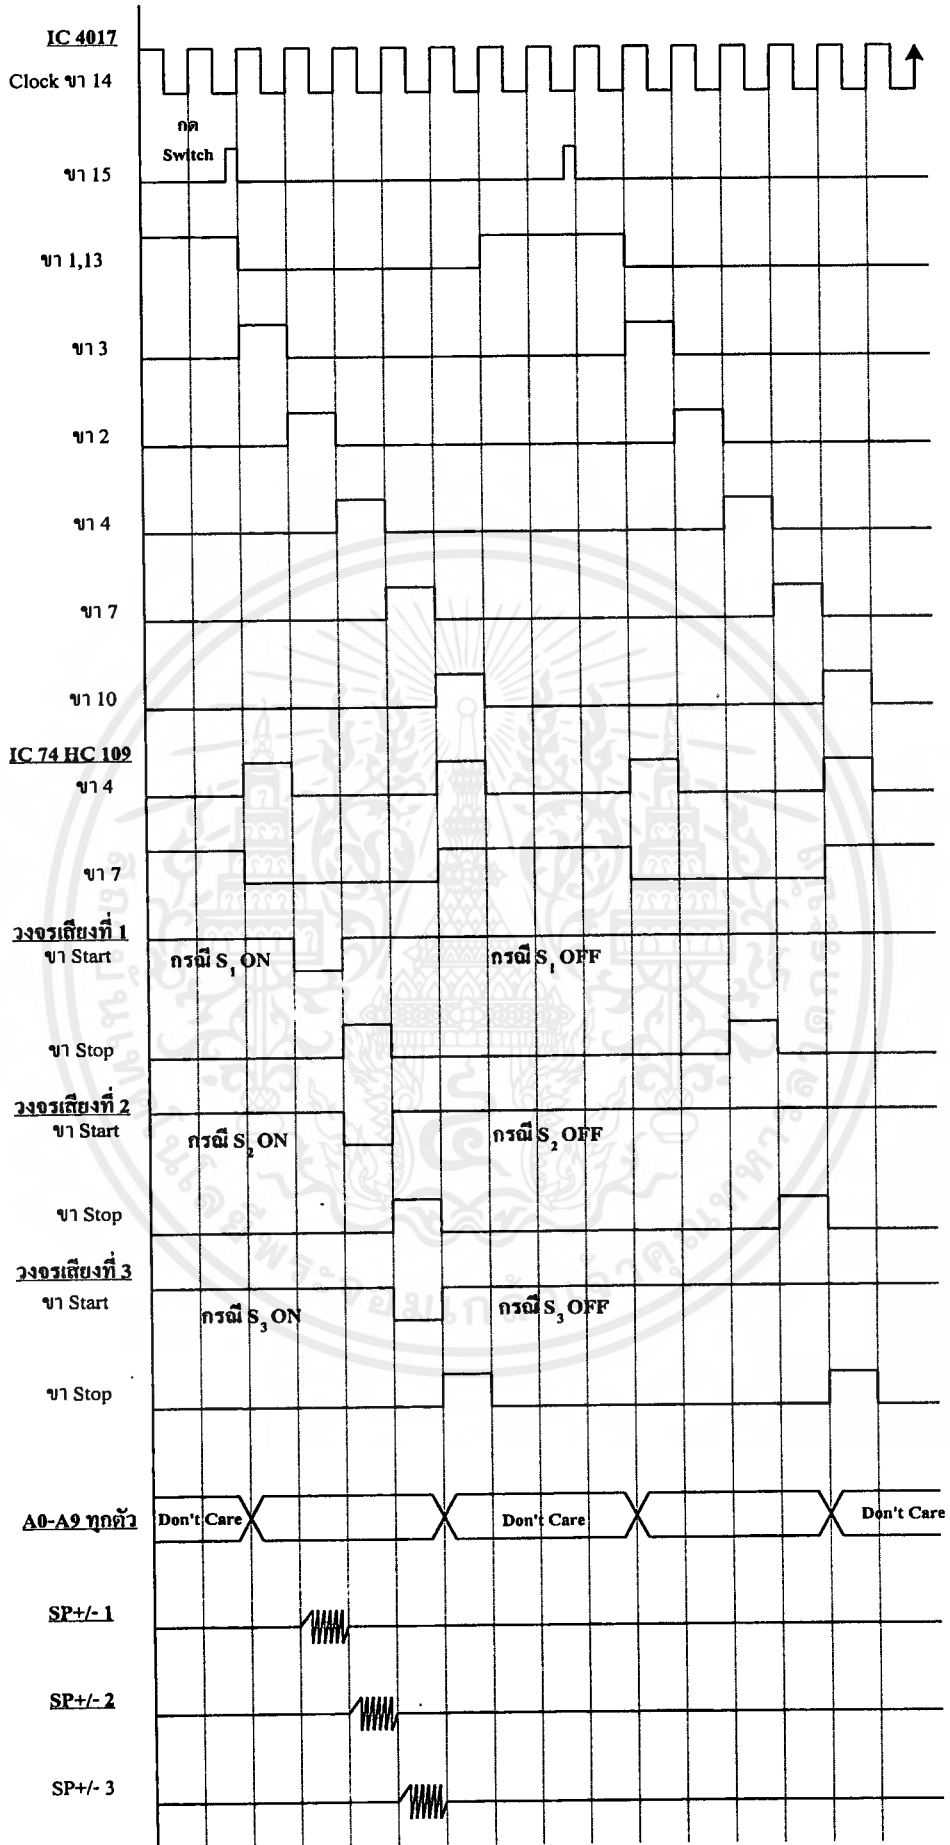 IC 4017
Clock ขา 14
กด
Switch
ขา 15
ขา 1,13
ขา 3
ขา 2
ขา 4
ขา 7
ขา 10
IC 74 HC 109
ขา 4
ขา 7
วงจรเสียงที่ 1
ขา Start
กรณี S1 ON
กรณี S1 OFF
ขา Stop
วงจรเสียงที่ 2
ขา Start
กรณี S2 ON
กรณี S2 OFF
ขา Stop
วงจรเสียงที่ 3
ขา Start
กรณี S3 ON
กรณี S3 OFF
ขา Stop
A0-A9 ทุกตัว
Don't Care
Don't Care
Don't Care
SP+/- 1
SP+/- 2
SP+/- 3